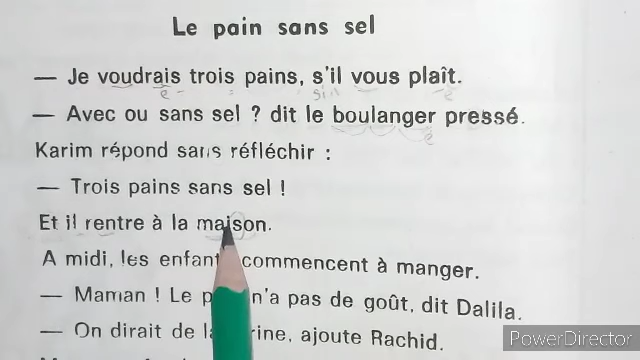 Le pain sans sel
— Je voudrais trois pains, s'il vous plaît.
— Avec ou sans sel ? dit le boulanger pressé.
Karim répond sans réfléchir :
— Trois pains sans sel !
Et il rentre à la maison.
A midi, les enfant commencent à manger.
— Maman ! Le p n'a pas de goût, dit Dalila.
— On dirait de la rine, ajoute Rachid.
PowerDirector